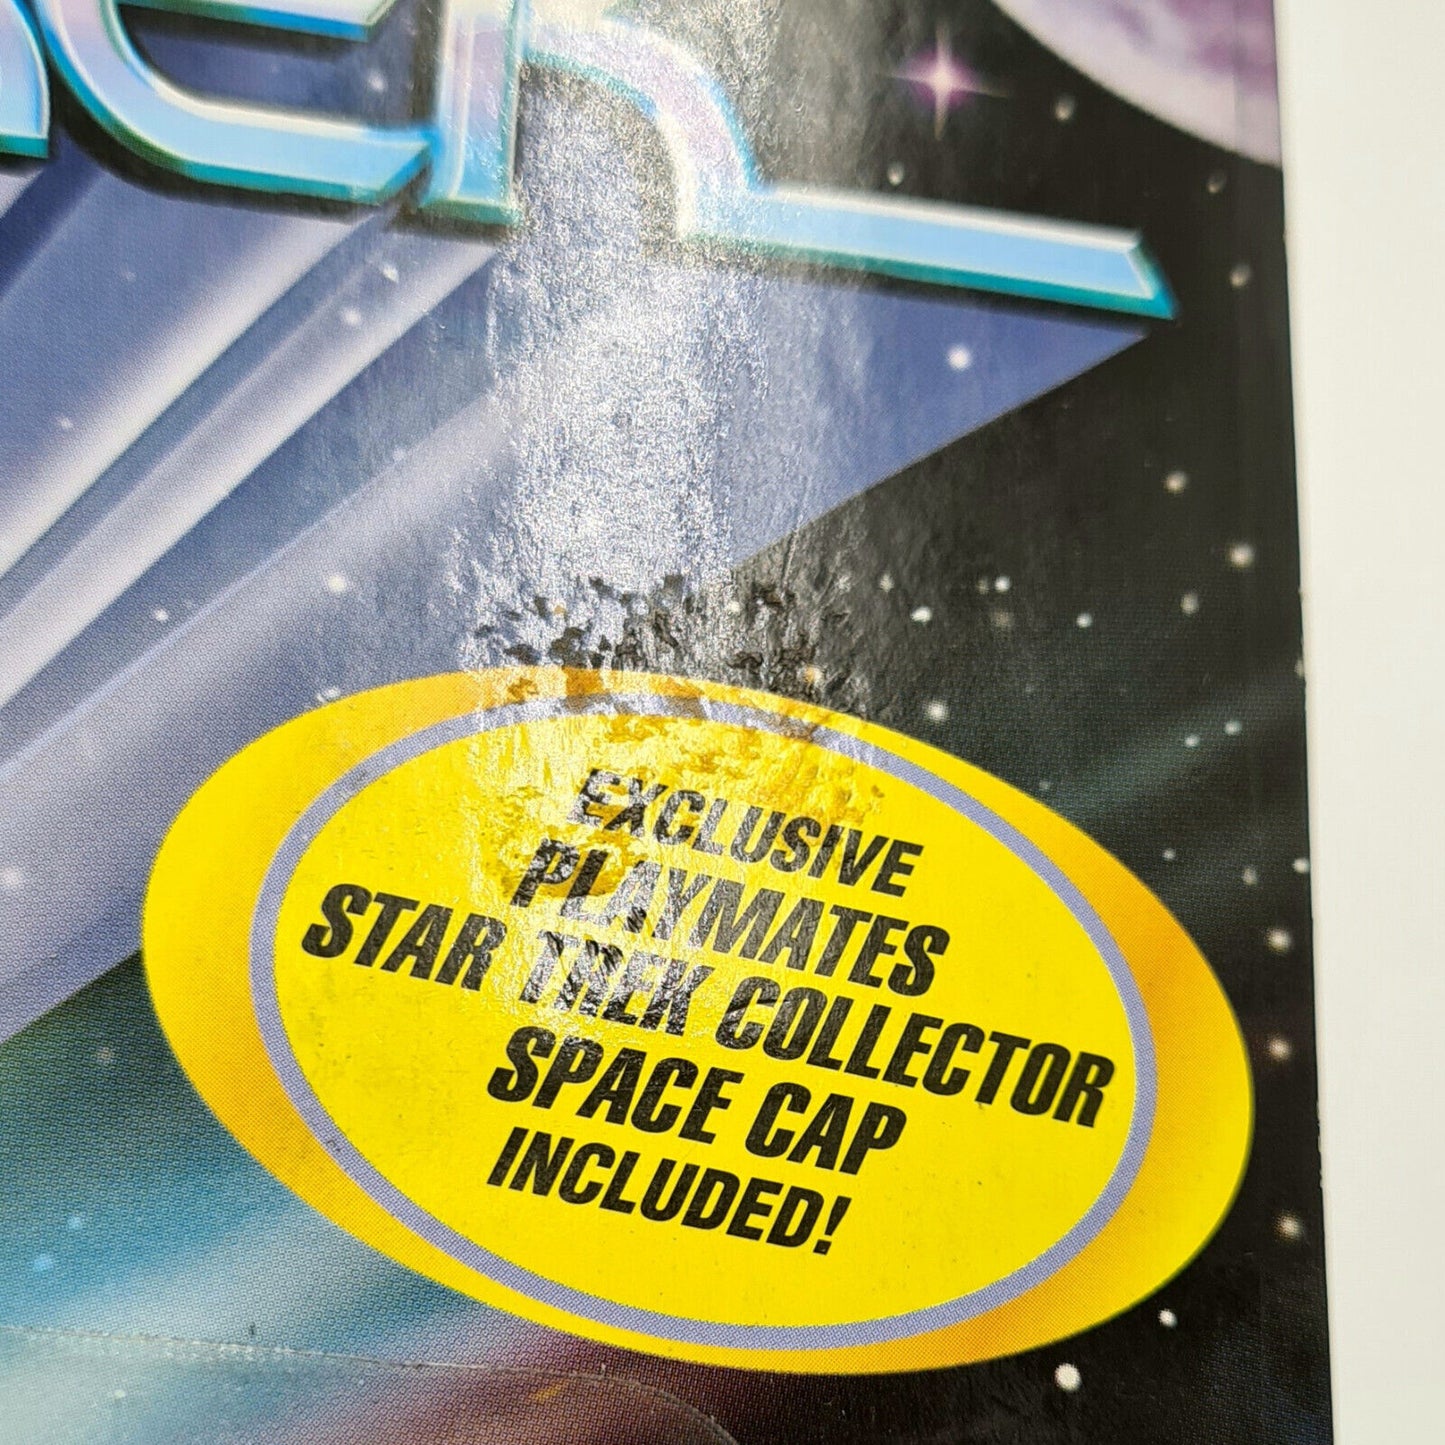 EXCLUSIVE
PLAYMATES
STAR TREK COLLECTOR
SPACE CAP
INCLUDED!